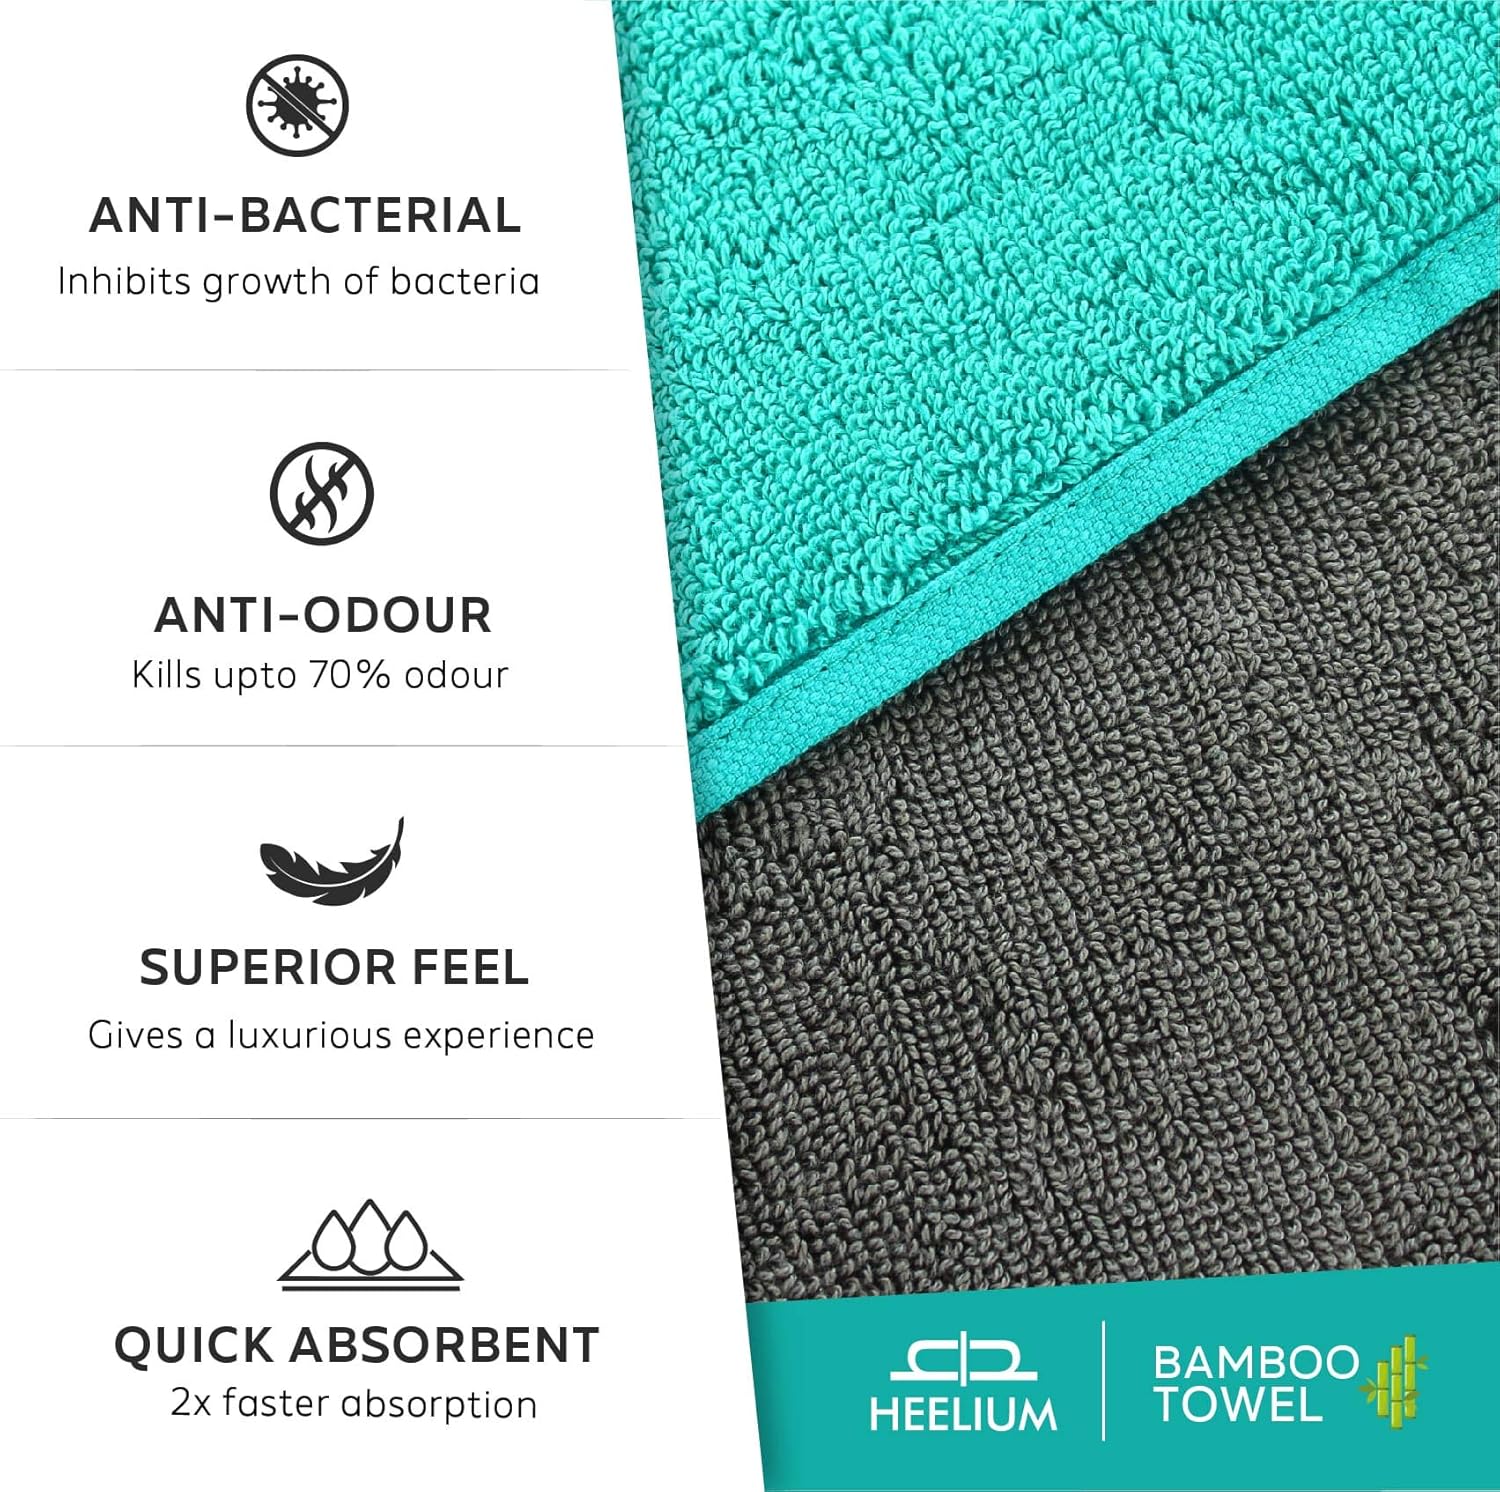 ANTI-BACTERIAL
Inhibits growth of bacteria
ANTI-ODOUR
Kills upto 70% odour
SUPERIOR FEEL
Gives a luxurious experience
QUICK ABSORBENT
2x faster absorption
HEELIUM
BAMBOO
TOWEL